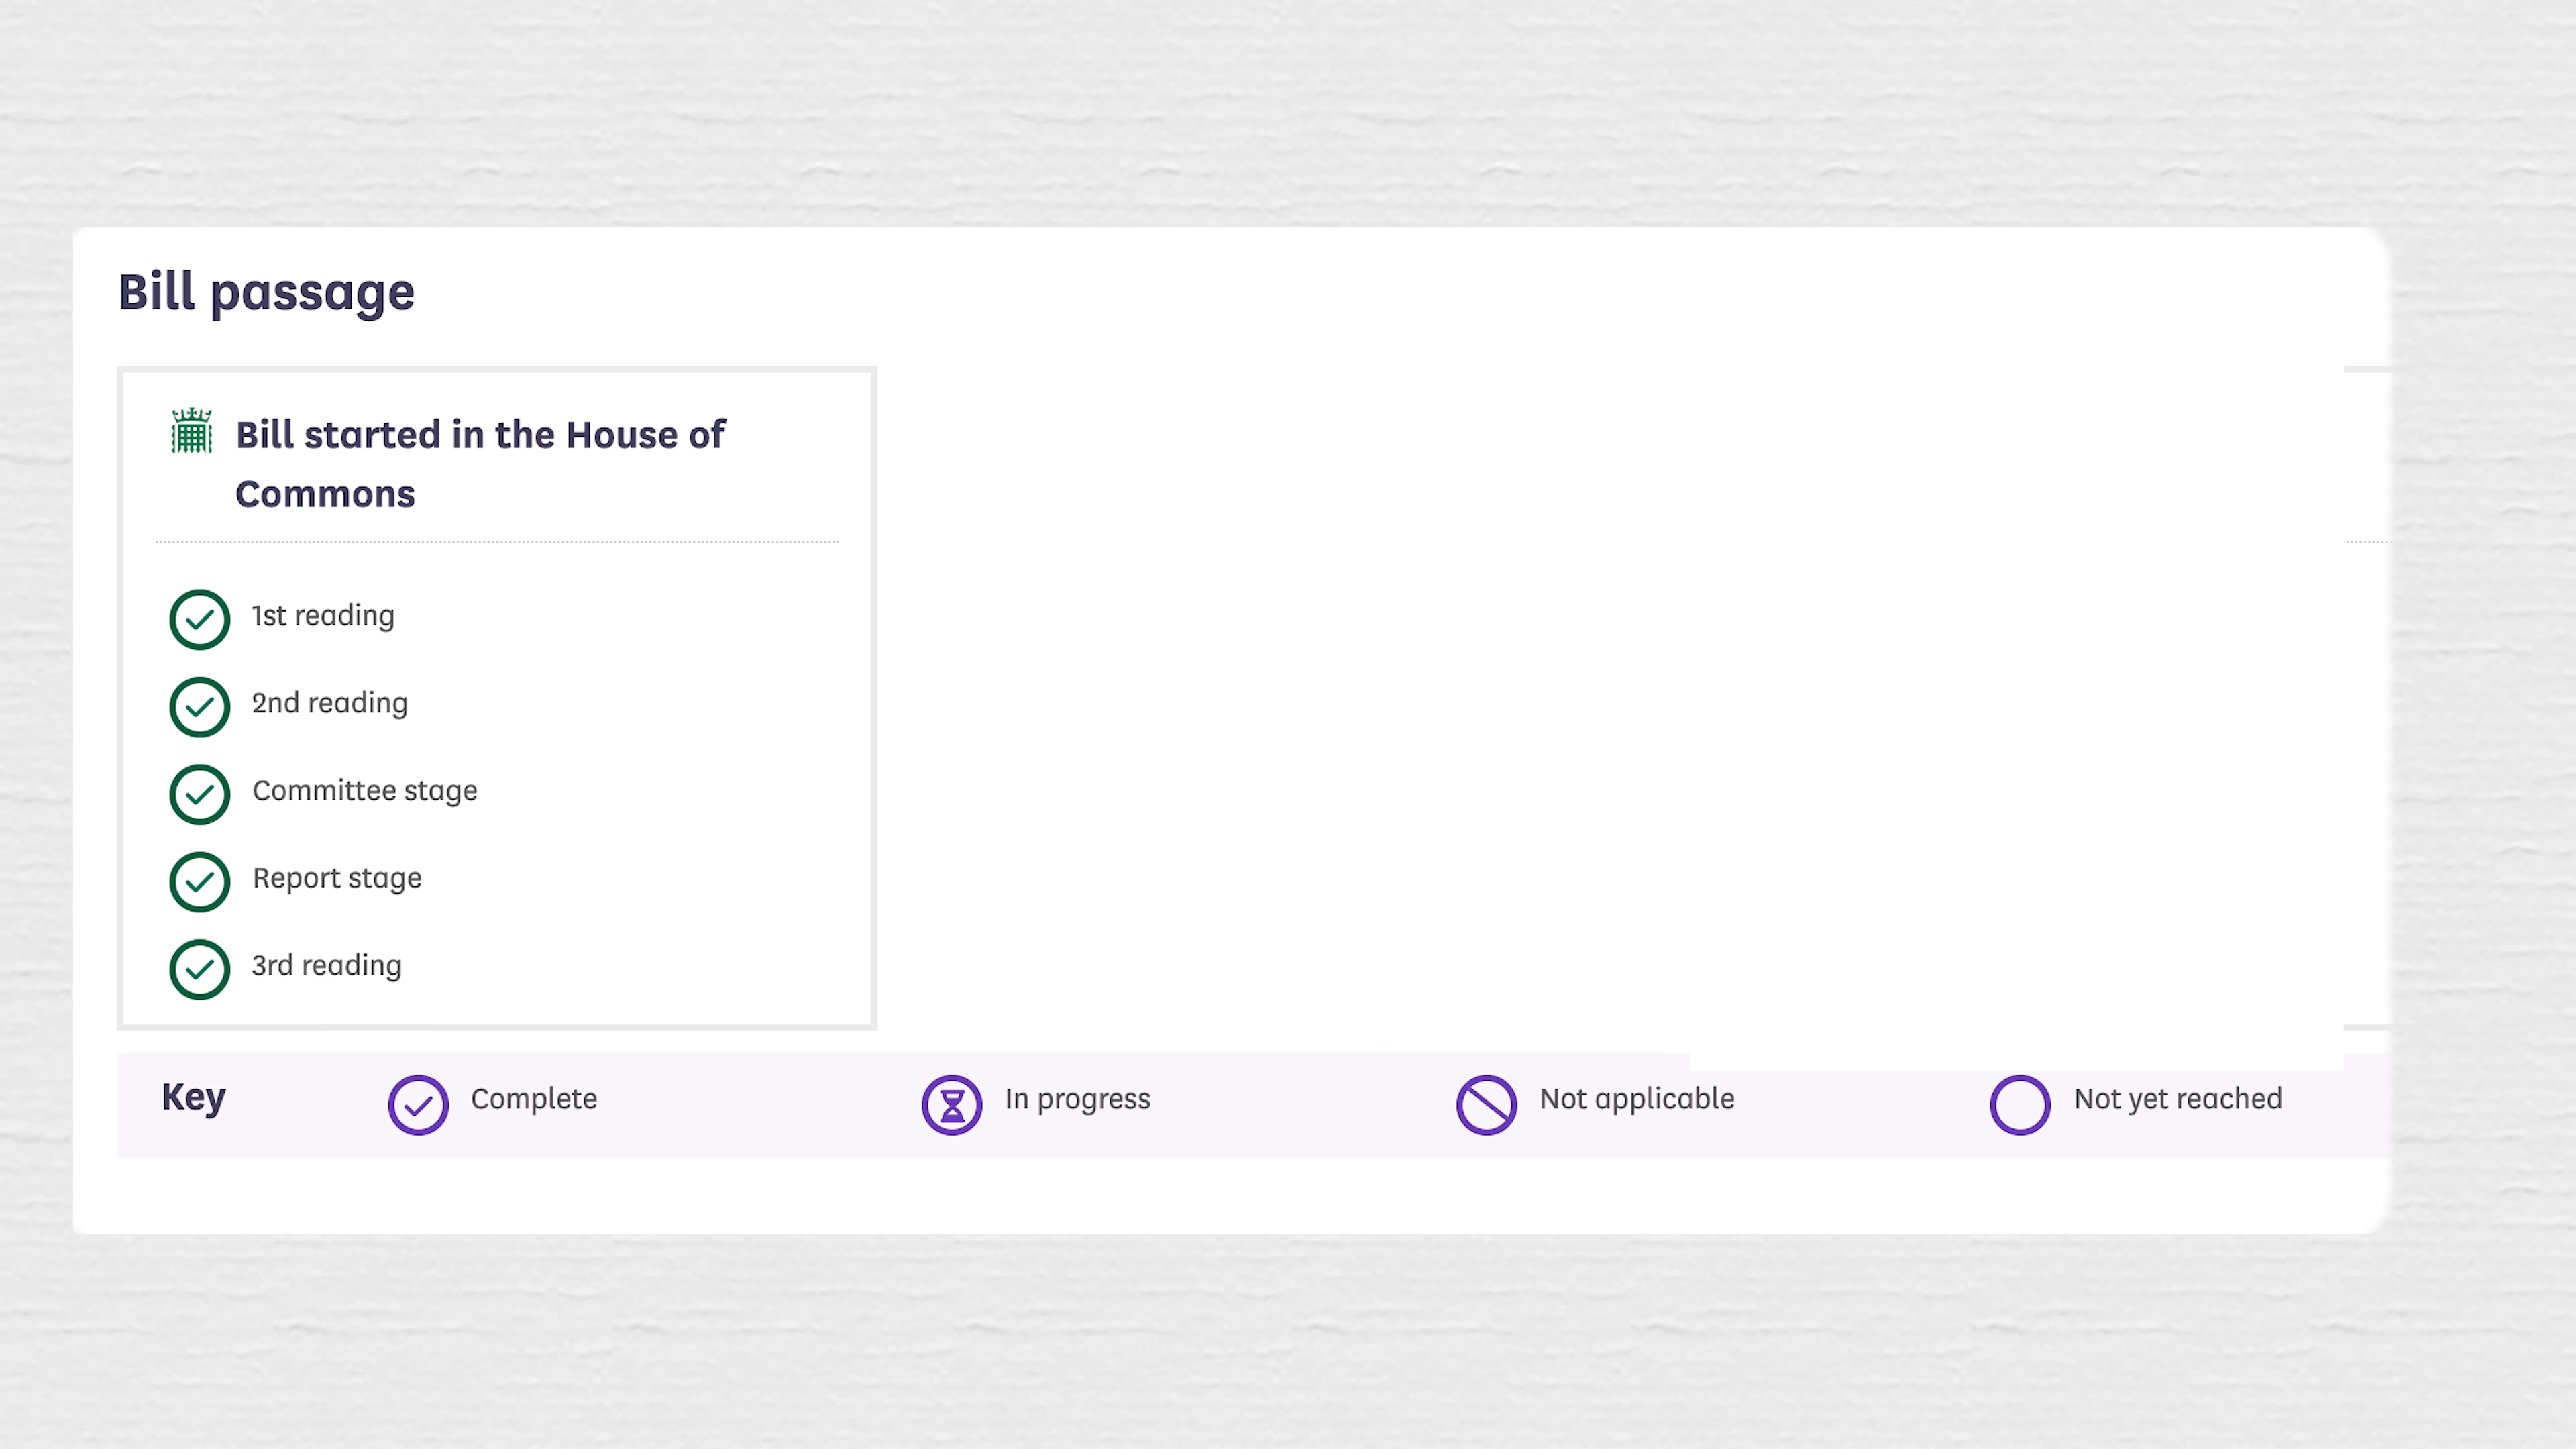 Bill passage
Bill started in the House of
Commons
1st reading
2nd reading
Committee stage
Report stage
3rd reading
Key
Complete
In progress
Not applicable
Not yet reached